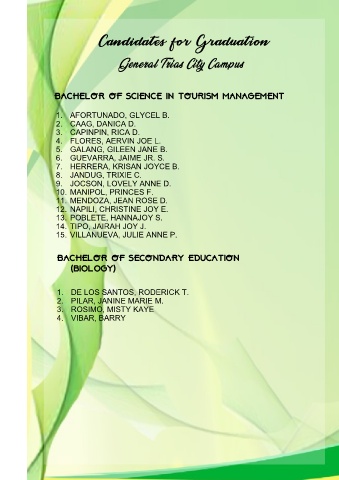 Candidates for Graduation
General Trias City Campus
BACHELOR OF SCIENCE IN TOURISM MANAGEMENT
1. AFORTUNADO, GLYCEL B.
2. CAAG, DANICA D.
3. CAPINPIN, RICA D.
4. FLORES, AERVIN JOE L.
5. GALANG, GILEEN JANE B.
6. GUEVARRA, JAIME JR. S.
7. HERRERA, KRISAN JOYCE B.
8. JANDUG, TRIXIE C.
9. JOCSON, LOVELY ANNE D.
10. MANIPOL, PRINCES F.
11. MENDOZA, JEAN ROSE D.
12. NAPILI, CHRISTINE JOY E.
13. POBLETE, HANNAJOY S.
14. TIPO, JAIRAH JOY J.
15. VILLANUEVA, JULIE ANNE P.
BACHELOR OF SECONDARY EDUCATION
(BIOLOGY)
1. DE LOS SANTOS, RODERICK T.
2. PILAR, JANINE MARIE M.
3. ROSIMO, MISTY KAYE
4. VIBAR, BARRY